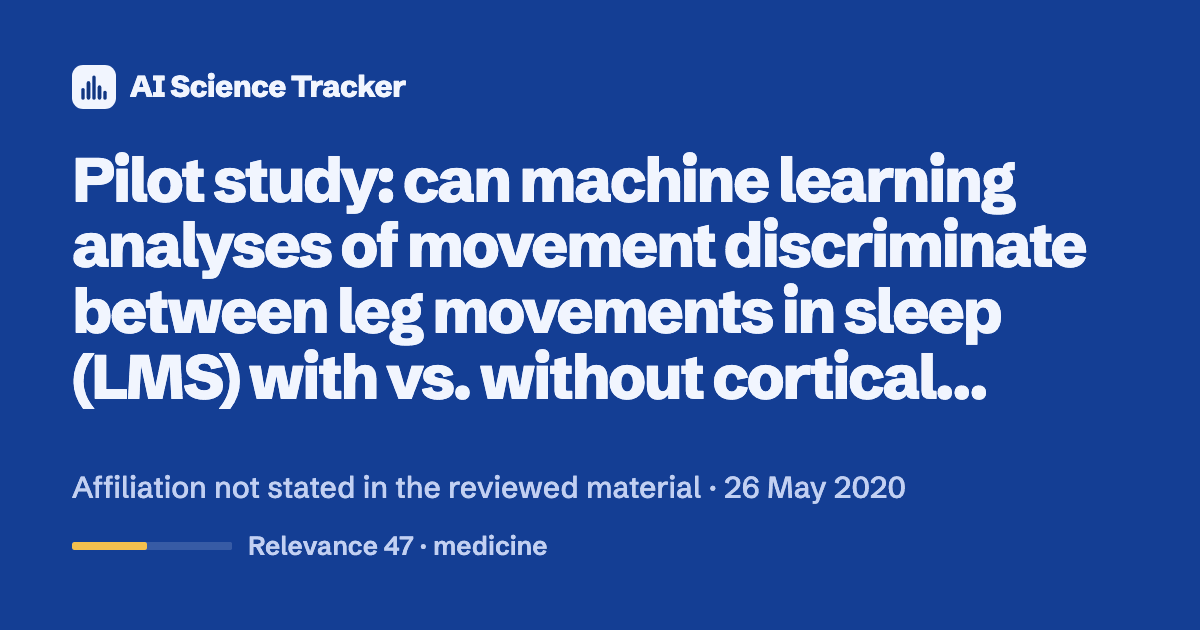 AI Science Tracker
Pilot study: can machine learning
analyses of movement discriminate
between leg movements in sleep
(LMS) with vs. without cortical...
Affiliation not stated in the reviewed material · 26 May 2020
Relevance 47 · medicine